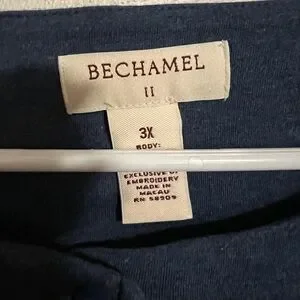 BECHAMEL
II
3X
BODY:
EXCLUSIVE OF
EMBROIDERY
MADE IN
MACAU
RN 58909